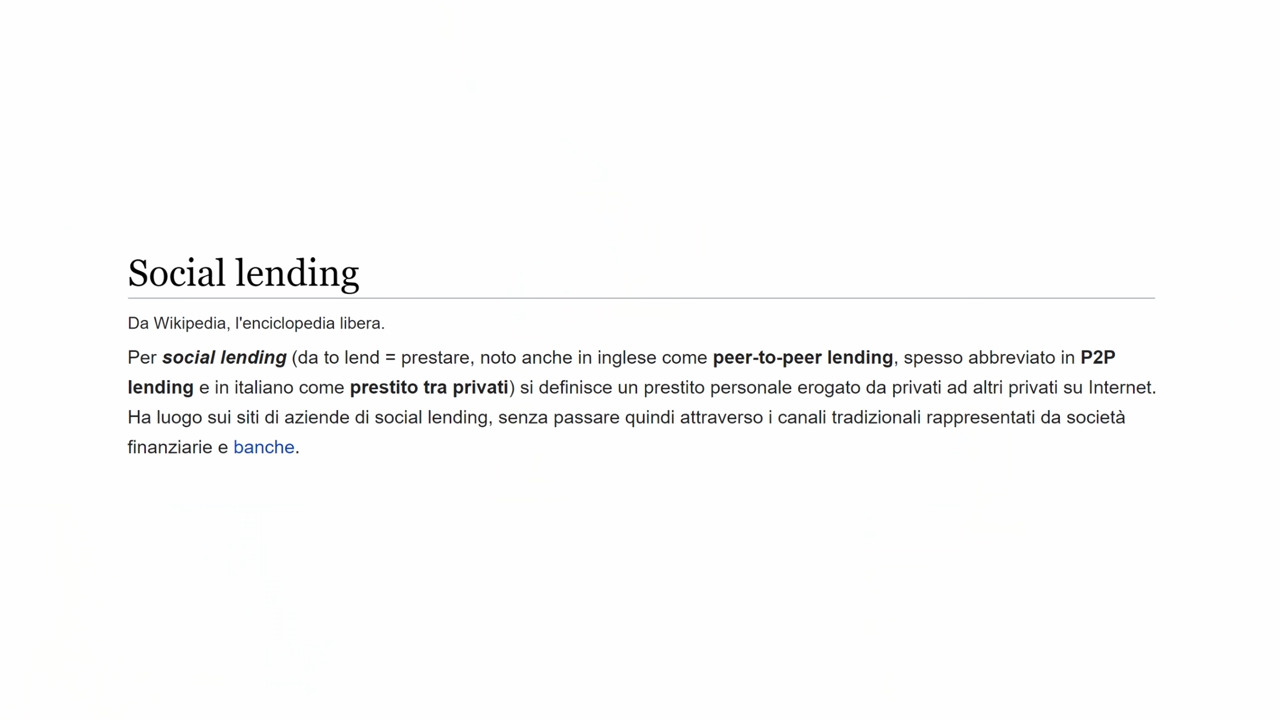 Social lending
Da Wikipedia, l'enciclopedia libera.
Per social lending (da to lend = prestare, noto anche in inglese come peer-to-peer lending, spesso abbreviato in P2P
lending e in italiano come prestito tra privati) si definisce un prestito personale erogato da privati ad altri privati su Internet.
Ha luogo sui siti di aziende di social lending, senza passare quindi attraverso i canali tradizionali rappresentati da società
finanziarie e banche.